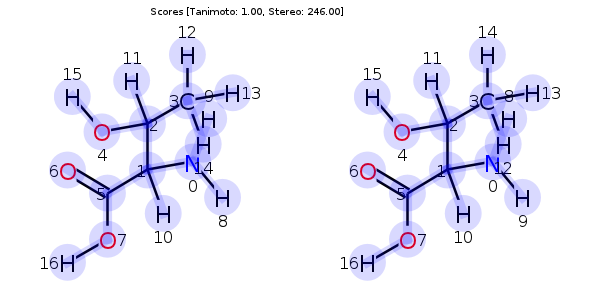 Scores [Tanimoto: 1.00, Stereo: 246.00]
12 14
H H
11 11
15 H 15 H
H 3 C 9 H 13 H 3 C 8 H 13
H H
O 2 O 2
4 H 4 H
6 O 1 N 14 6 O 1 N 12
5 0 5 0
H H
H 8 H 9
10 10
O 7 O 7
16 H 16 H